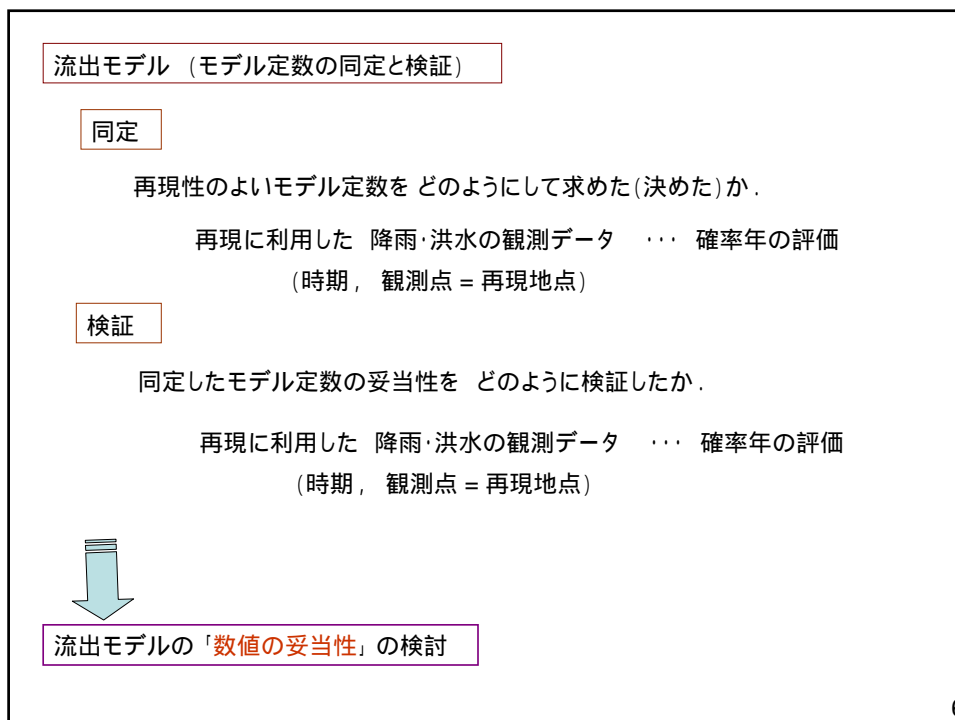 流出モデル （モデル定数の同定と検証）
同定
再現性のよいモデル定数を どのようにして求めた（決めた）か．
再現に利用した 降雨・洪水の観測データ ・・・ 確率年の評価
（時期， 観測点 = 再現地点）
検証
同定したモデル定数の妥当性を どのように検証したか．
再現に利用した 降雨・洪水の観測データ ・・・ 確率年の評価
（時期， 観測点 = 再現地点）
流出モデルの「数値の妥当性」の検討